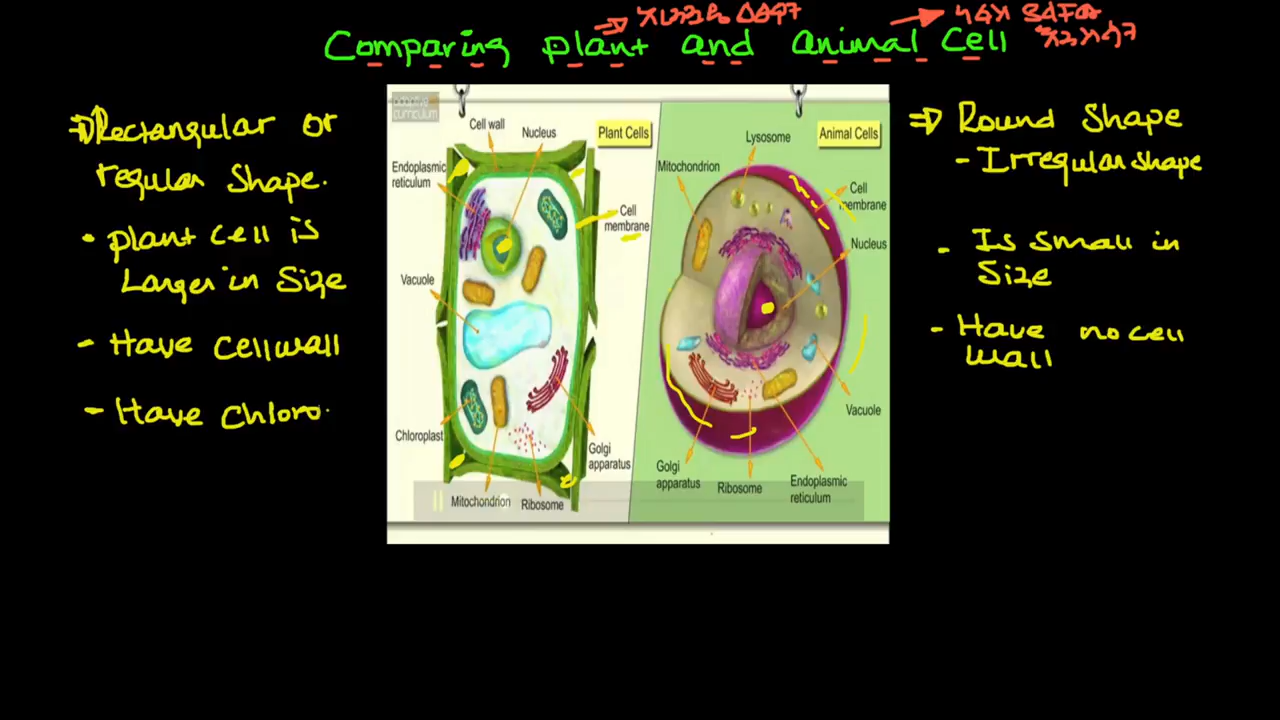 Comparing plant and animal Cell
Rectangular or
regular Shape.
• plant cell is
Larger in Size
- Have cellwall
- Have Chloro
adaptive
curriculum
Cell wall
Nucleus
Plant Cells
Endoplasmic
reticulum
Cell
membrane
Vacuole
Chloroplast
Golgi
apparatus
Mitochondrion
Ribosome
Lysosome
Animal Cells
Mitochondrion
Cell
membrane
Nucleus
Vacuole
Golgi
apparatus
Ribosome
Endoplasmic
reticulum
Round Shape
- Irregular shape
- Is small in
Size
- Have no cell
wall